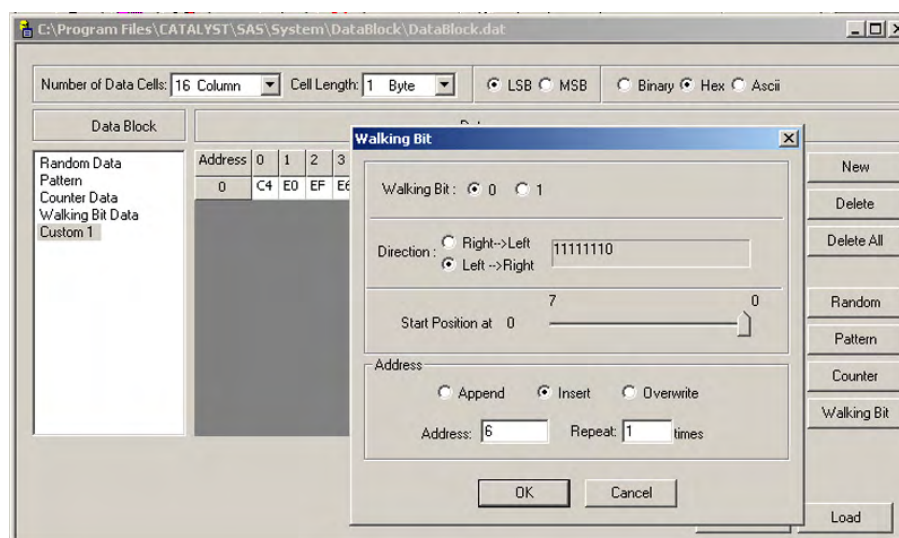 C:\Program Files\CATALYST\SAS\System\DataBlock\DataBlock.dat
Number of Data Cells: 16 Column Cell Length: 1 Byte LSB MSB Binary Hex Ascii
Data Block
Random Data
Pattern
Counter Data
Walking Bit Data
Custom 1
Address 0 1 2 3
0 C4 E0 EF E6
Walking Bit
Walking Bit : 0 1
Direction : Right-->Left
Left -->Right
11111110
7 0
Start Position at 0
Address
Append Insert Overwrite
Address: 6 Repeat: 1 times
OK Cancel
New
Delete
Delete All
Random
Pattern
Counter
Walking Bit
Load